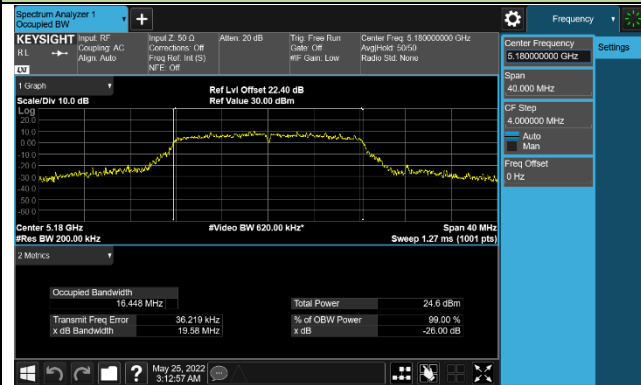 Spectrum Analyzer 1
Occupied BW
Frequency
KEYSIGHT
RL
LXI
Input: RF
Coupling: AC
Align: Auto
Input Z: 50 Ω
Corrections: Off
Freq Ref: Int (S)
NFE: Off
Atten: 20 dB
Trig: Free Run
Gate: Off
#IF Gain: Low
Center Freq: 5.180000000 GHz
Avg|Hold: 50/50
Radio Std: None
Center Frequency
5.180000000 GHz
Settings
Span
40.000 MHz
CF Step
4.000000 MHz
Auto
Man
Freq Offset
0 Hz
1 Graph
Scale/Div 10.0 dB
Ref Lvl Offset 22.40 dB
Ref Value 30.00 dBm
Log
20.0
10.0
0.00
-10.0
-20.0
-30.0
-40.0
-50.0
-60.0
Center 5.18 GHz
#Res BW 200.00 kHz
#Video BW 620.00 kHz*
Span 40 MHz
Sweep 1.27 ms (1001 pts)
2 Metrics
Occupied Bandwidth
16.448 MHz
Total Power 24.6 dBm
Transmit Freq Error 36.219 kHz
% of OBW Power 99.00 %
x dB Bandwidth 19.58 MHz
x dB -26.00 dB
?
May 25, 2022
3:12:57 AM